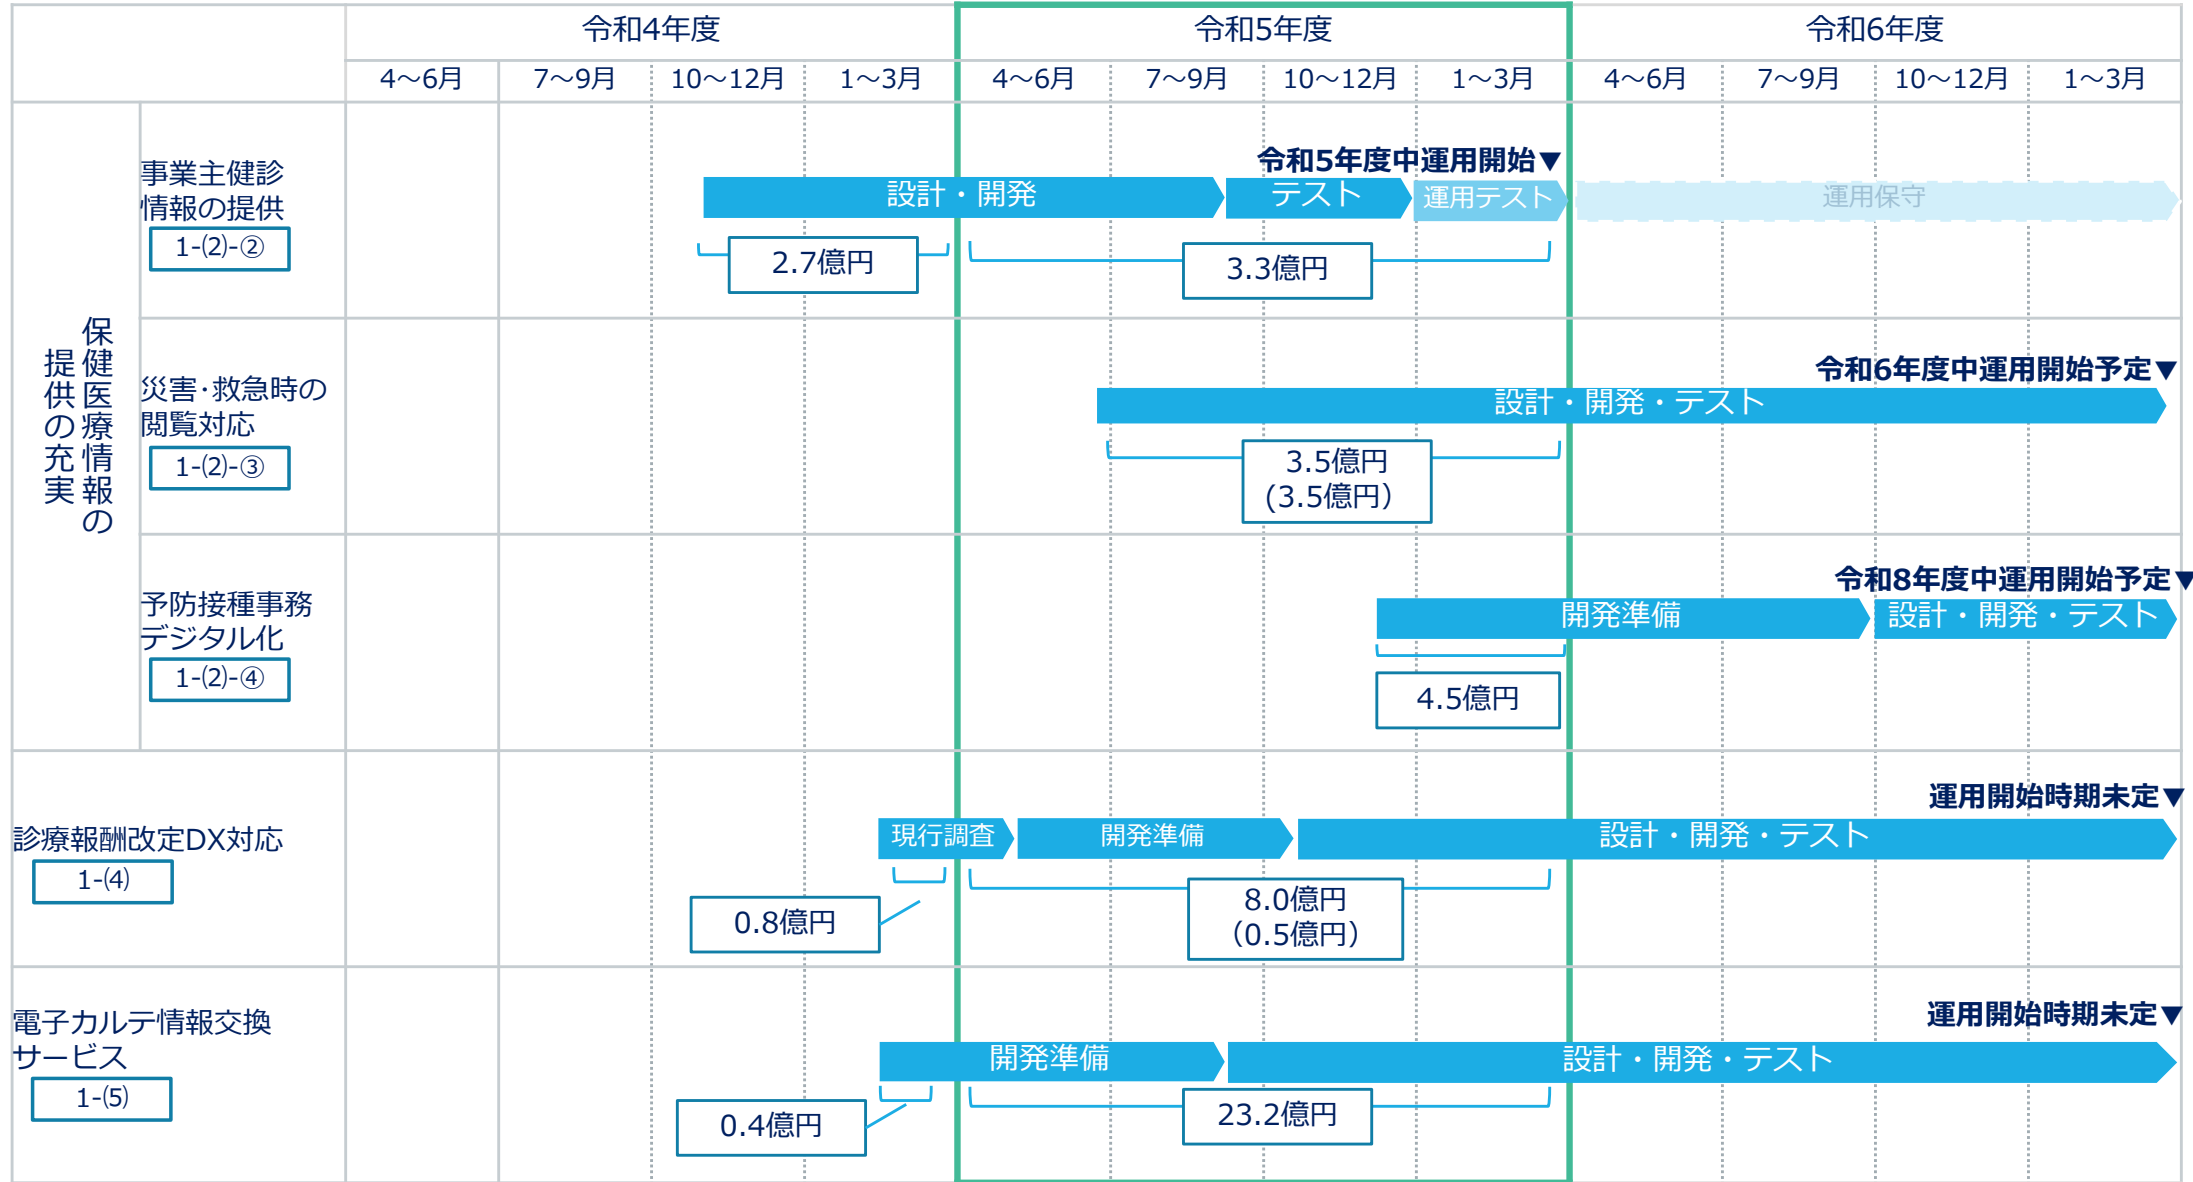 令和4年度
令和5年度
令和6年度
4～6月
7～9月
10～12月
1～3月
4～6月
7～9月
10～12月
1～3月
4～6月
7～9月
10～12月
1～3月
保健医療情報の
提供の充実
事業主健診
情報の提供
1-⑵-②
令和5年度中運用開始▼
設計・開発
テスト
運用テスト
運用保守
2.7億円
3.3億円
災害･救急時の
閲覧対応
1-⑵-③
令和6年度中運用開始予定▼
設計・開発・テスト
3.5億円
(3.5億円）
予防接種事務
デジタル化
1-⑵-④
令和8年度中運用開始予定▼
開発準備
設計・開発・テスト
4.5億円
診療報酬改定DX対応
1-⑷
運用開始時期未定▼
現行調査
開発準備
設計・開発・テスト
0.8億円
8.0億円
（0.5億円）
電子カルテ情報交換
サービス
1-⑸
運用開始時期未定▼
開発準備
設計・開発・テスト
0.4億円
23.2億円